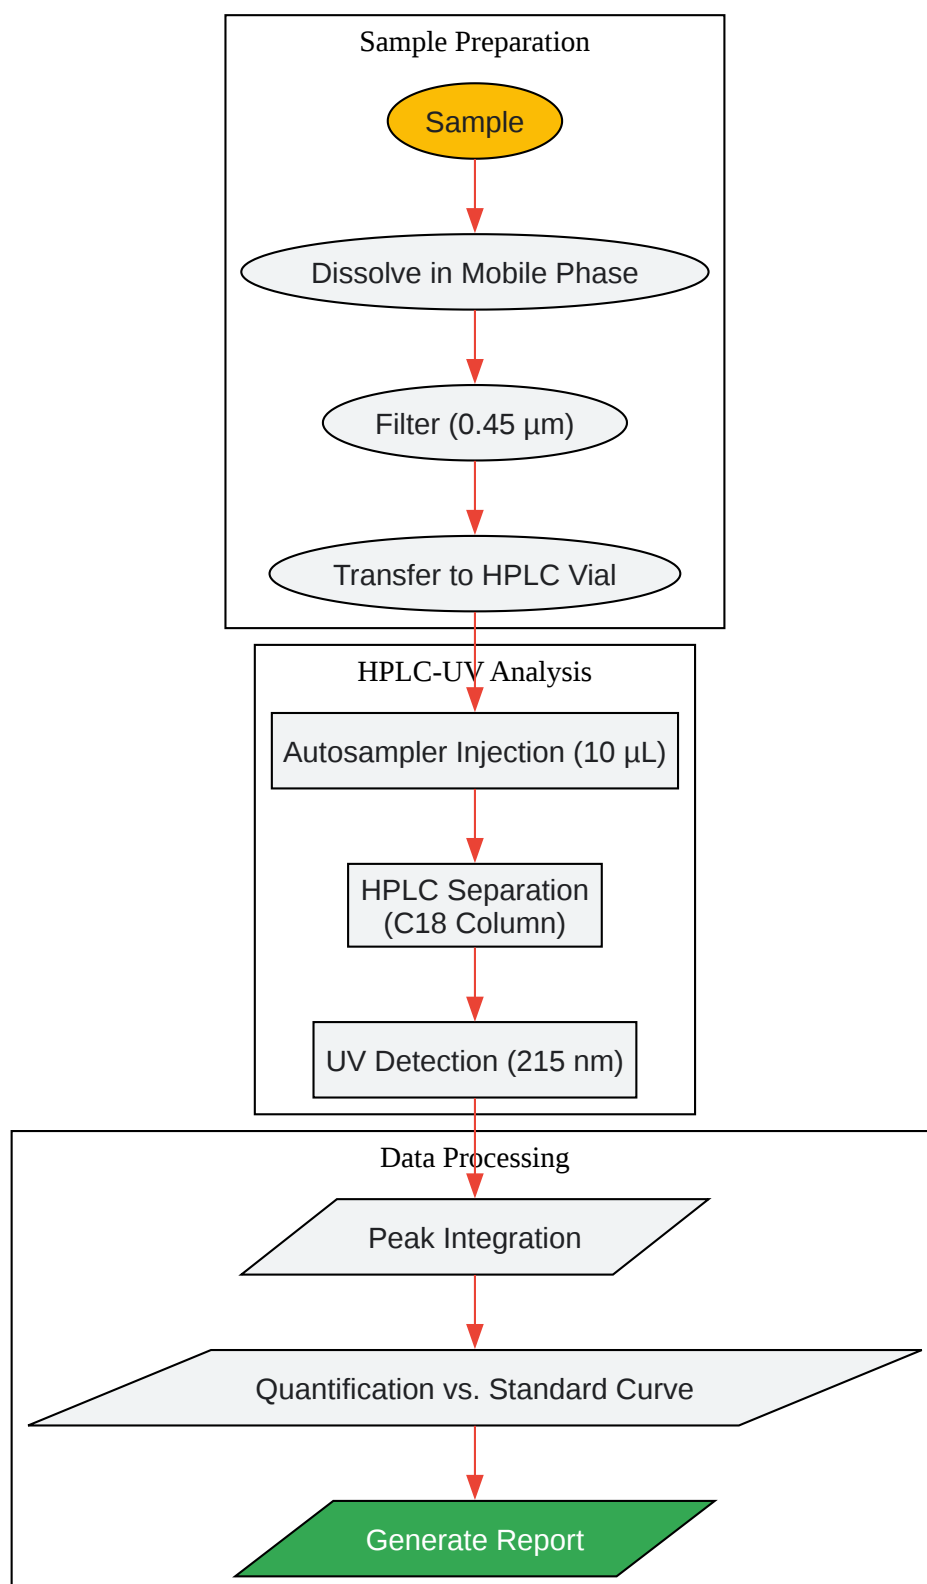 Sample Preparation
Sample
Dissolve in Mobile Phase
Filter (0.45 µm)
Transfer to HPLC Vial
HPLC-UV Analysis
Autosampler Injection (10 µL)
HPLC Separation
(C18 Column)
UV Detection (215 nm)
Data Processing
Peak Integration
Quantification vs. Standard Curve
Generate Report